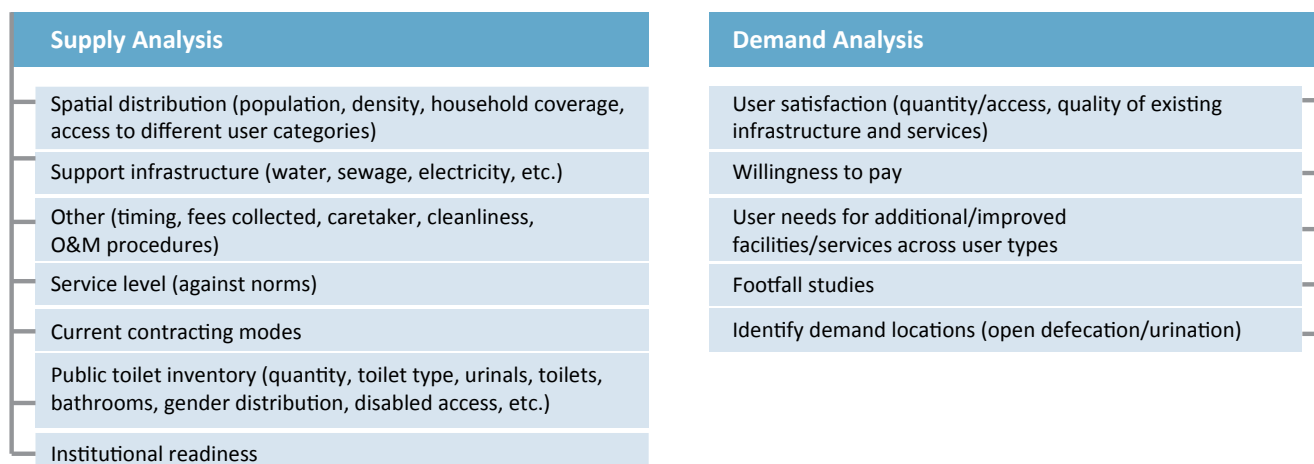 Supply Analysis
Spatial distribution (population, density, household coverage,
access to different user categories)
Support infrastructure (water, sewage, electricity, etc.)
Other (timing, fees collected, caretaker, cleanliness,
O&M procedures)
Service level (against norms)
Current contracting modes
Public toilet inventory (quantity, toilet type, urinals, toilets,
bathrooms, gender distribution, disabled access, etc.)
Institutional readiness
Demand Analysis
User satisfaction (quantity/access, quality of existing
infrastructure and services)
Willingness to pay
User needs for additional/improved
facilities/services across user types
Footfall studies
Identify demand locations (open defecation/urination)